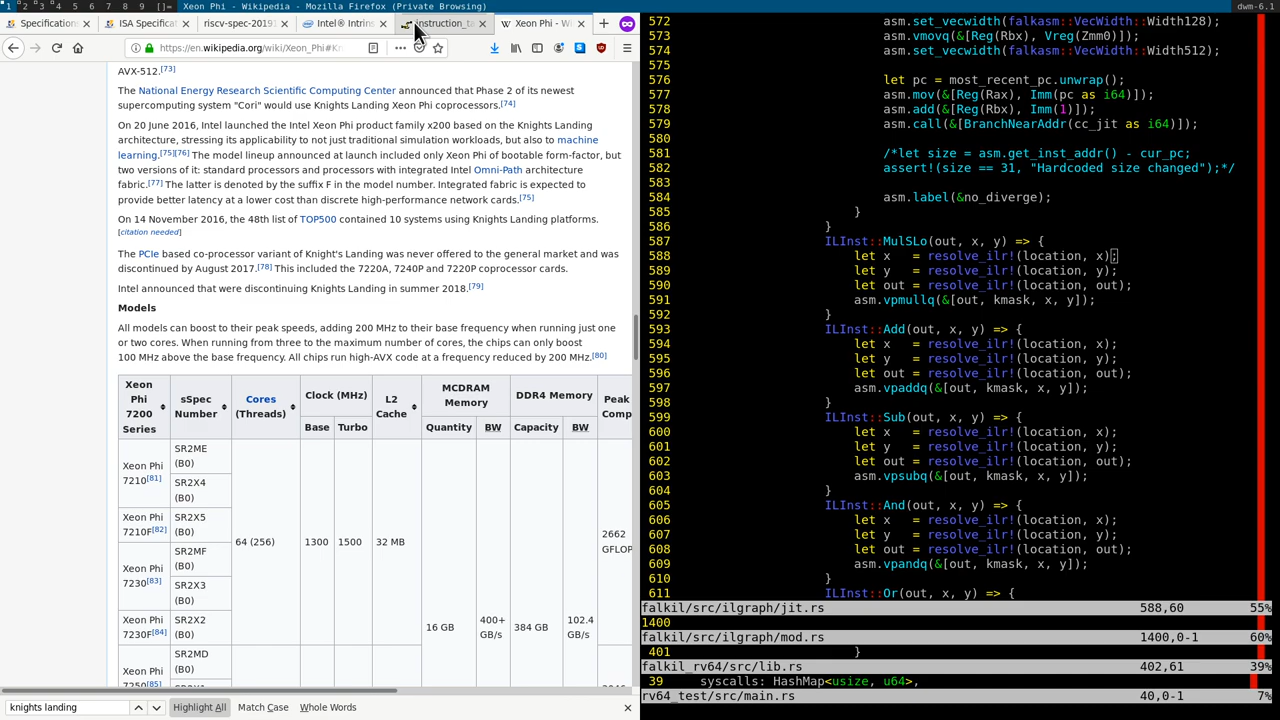 1 2 3 4 5 6 7 8 9 []= Xeon Phi - Wikipedia - Mozilla Firefox (Private Browsing) dwm-6.1
Specification ISA Specificat riscv-spec-20191 Intel® Intrins instruction_ta Xeon Phi - Wi
https://en.wikipedia.org/wiki/Xeon_Phi#Kn
AVX-512.[73]
The National Energy Research Scientific Computing Center announced that Phase 2 of its newest
supercomputing system "Cori" would use Knights Landing Xeon Phi coprocessors.[74]
On 20 June 2016, Intel launched the Intel Xeon Phi product family x200 based on the Knights Landing
architecture, stressing its applicability to not just traditional simulation workloads, but also to machine
learning.[75][76] The model lineup announced at launch included only Xeon Phi of bootable form-factor, but
two versions of it: standard processors and processors with integrated Intel Omni-Path architecture
fabric.[77] The latter is denoted by the suffix F in the model number. Integrated fabric is expected to
provide better latency at a lower cost than discrete high-performance network cards.[75]
On 14 November 2016, the 48th list of TOP500 contained 10 systems using Knights Landing platforms.
[citation needed]
The PCIe based co-processor variant of Knight's Landing was never offered to the general market and was
discontinued by August 2017.[78] This included the 7220A, 7240P and 7220P coprocessor cards.
Intel announced that were discontinuing Knights Landing in summer 2018.[79]
Models
All models can boost to their peak speeds, adding 200 MHz to their base frequency when running just one
or two cores. When running from three to the maximum number of cores, the chips can only boost
100 MHz above the base frequency. All chips run high-AVX code at a frequency reduced by 200 MHz.[80]
Xeon
Phi
7200
Series
sSpec
Number
Cores
(Threads)
Clock (MHz)
Base Turbo
L2
Cache
MCDRAM
Memory
Quantity BW
DDR4 Memory
Capacity BW
Peak
Comp
Xeon Phi
7210[81]
SR2ME
(B0)
SR2X4
(B0)
Xeon Phi
7210F[82]
SR2X5
(B0)
64 (256) 1300 1500 32 MB
2662
GFLOP
Xeon Phi
7230[83]
SR2MF
(B0)
SR2X3
(B0)
Xeon Phi
7230F[84]
SR2X2
(B0)
16 GB
400+
GB/s
384 GB
102.4
GB/s
SR2MD
(B0)
knights landing Highlight All Match Case Whole Words
572 asm.set_vecwidth(falkasm::VecWidth::Width128);
573 asm.vmovq(&[Reg(Rbx), Vreg(Zmm0)]);
574 asm.set_vecwidth(falkasm::VecWidth::Width512);
575
576 let pc = most_recent_pc.unwrap();
577 asm.mov(&[Reg(Rax), Imm(pc as i64)]);
578 asm.add(&[Reg(Rbx), Imm(1)]);
579 asm.call(&[BranchNearAddr(cc_jit as i64)]);
580
581 /*let size = asm.get_inst_addr() - cur_pc;
582 assert!(size == 31, "Hardcoded size changed");*/
583
584 asm.label(&no_diverge);
585 }
586 }
587 ILInst::MulSLo(out, x, y) => {
588 let x   = resolve_ilr!(location, x);
589 let y   = resolve_ilr!(location, y);
590 let out = resolve_ilr!(location, out);
591 asm.vpmullq(&[out, kmask, x, y]);
592 }
593 ILInst::Add(out, x, y) => {
594 let x   = resolve_ilr!(location, x);
595 let y   = resolve_ilr!(location, y);
596 let out = resolve_ilr!(location, out);
597 asm.vpaddq(&[out, kmask, x, y]);
598 }
599 ILInst::Sub(out, x, y) => {
600 let x   = resolve_ilr!(location, x);
601 let y   = resolve_ilr!(location, y);
602 let out = resolve_ilr!(location, out);
603 asm.vpsubq(&[out, kmask, x, y]);
604 }
605 ILInst::And(out, x, y) => {
606 let x   = resolve_ilr!(location, x);
607 let y   = resolve_ilr!(location, y);
608 let out = resolve_ilr!(location, out);
609 asm.vpandq(&[out, kmask, x, y]);
610 }
611 ILInst::Or(out, x, y) => {
falkil/src/ilgraph/jit.rs 588,60 55%
1400
falkil/src/ilgraph/mod.rs 1400,0-1 60%
401 }
falkil_rv64/src/lib.rs 402,61 39%
39 syscalls: HashMap<usize, u64>,
rv64_test/src/main.rs 40,0-1 7%